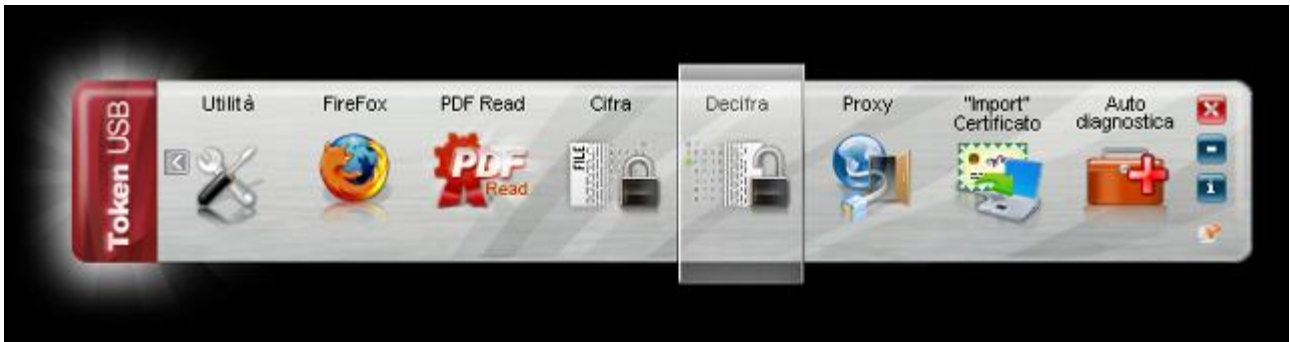 Token USB
Utilità
FireFox
PDF Read
PDF
Read
Cifra
FILE
Decifra
Proxy
"Import"
Certificato
Auto
diagnostica